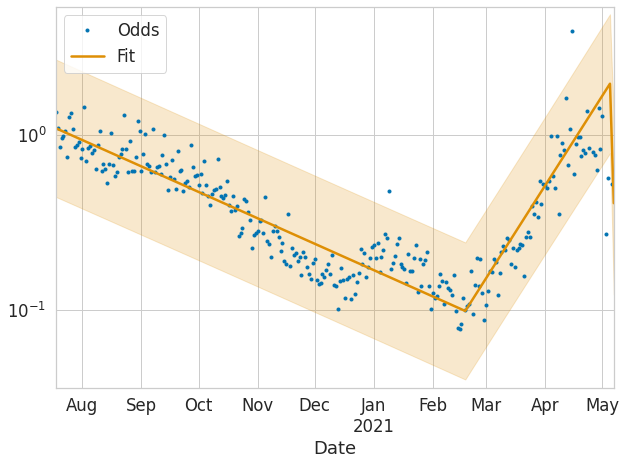 Odds
Fit
10⁰
10⁻¹
Aug Sep Oct Nov Dec Jan Feb Mar Apr May
2021
Date